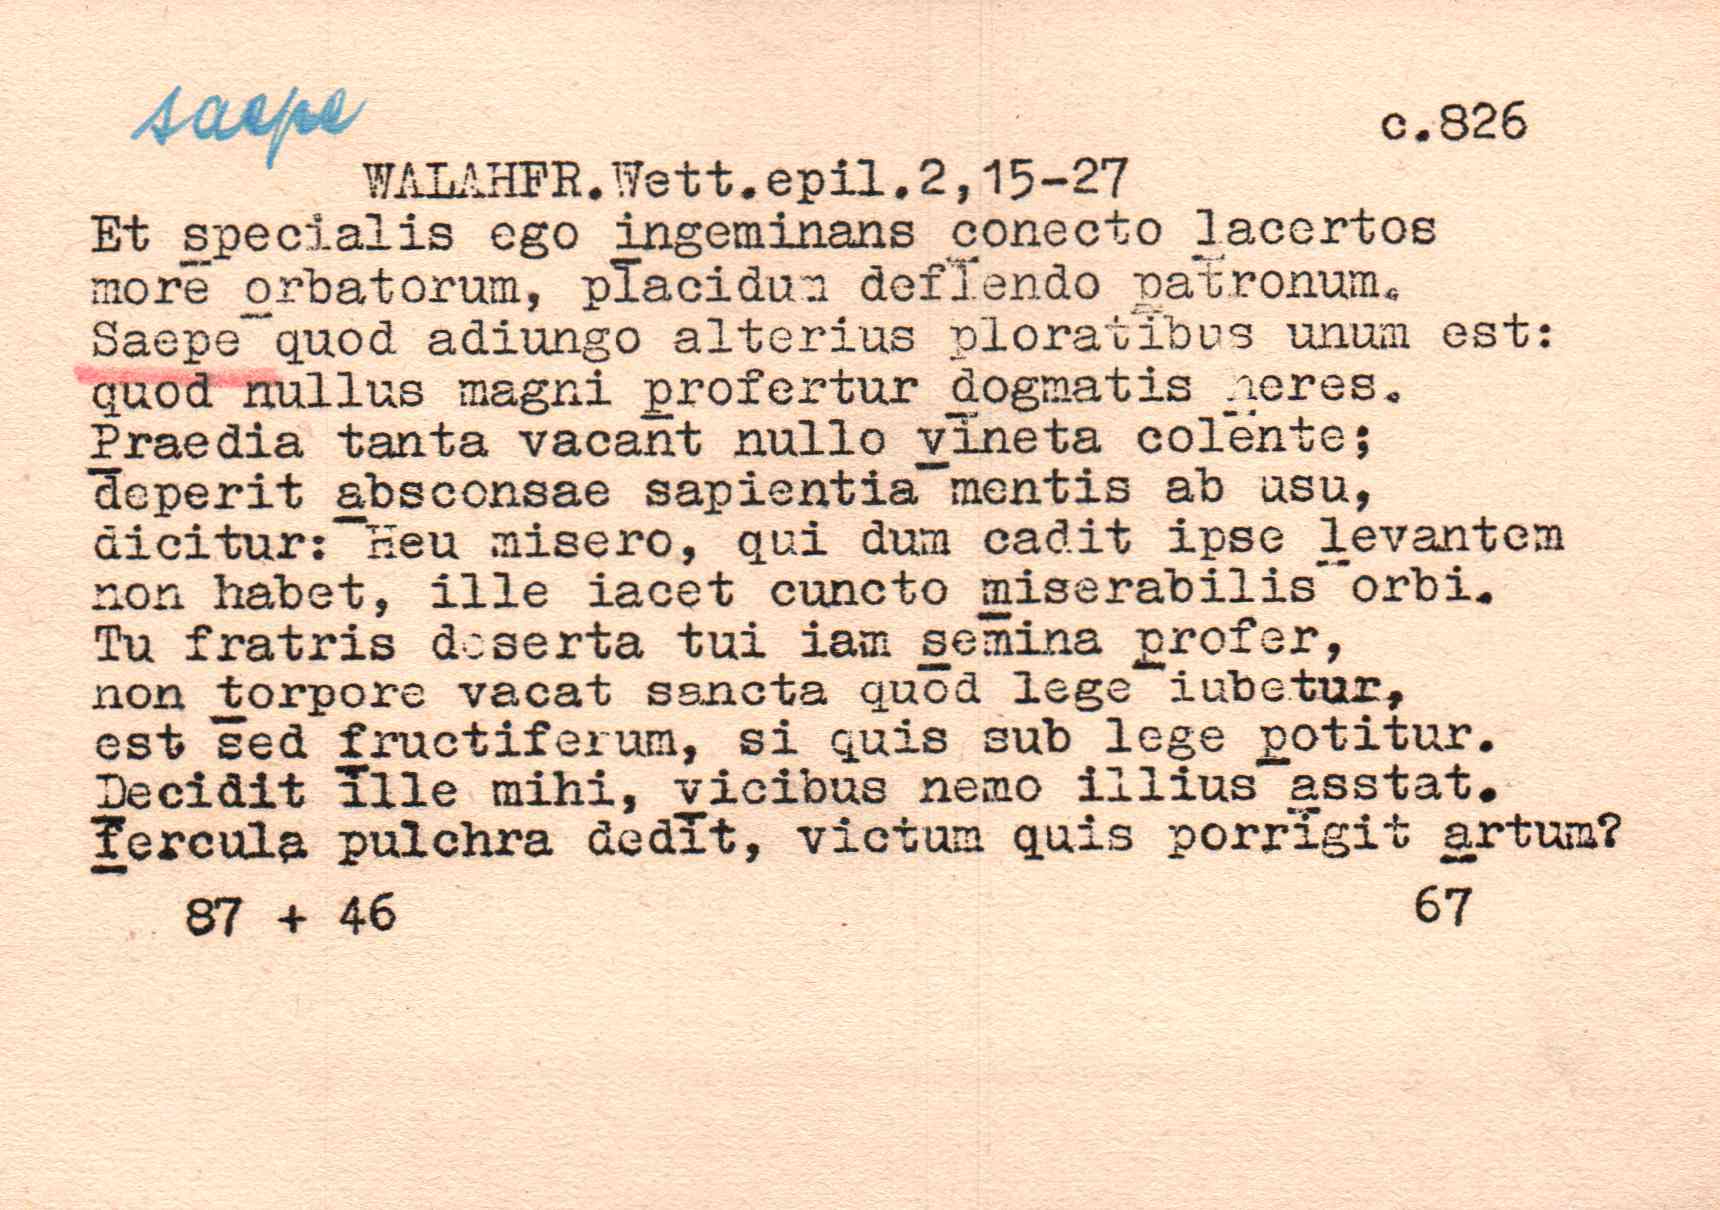 saepe
c.826
WALAHFR.Wett.epil.2,15-27
Et specialis ego ingeminans conecto lacertos
more orbatorum, placidum deflendo patronum.
Saepe quod adiungo alterius ploratibus unum est:
quod nullus magni profertur dogmatis heres.
Praedia tanta vacant nullo vineta colente;
deperit absconsae sapientia mentis ab usu,
dicitur: Heu misero, qui dum cadit ipse levantem
non habet, ille iacet cuncto miserabilis orbi.
Tu fratris deserta tui iam semina profer,
non torpore vacat sancta quod lege iubetur,
est sed fructiferum, si quis sub lege potitur.
Decidit ille mihi, vicibus nemo illius asstat.
fercula pulchra dedit, victum quis porrigit artum?
87 + 46 67